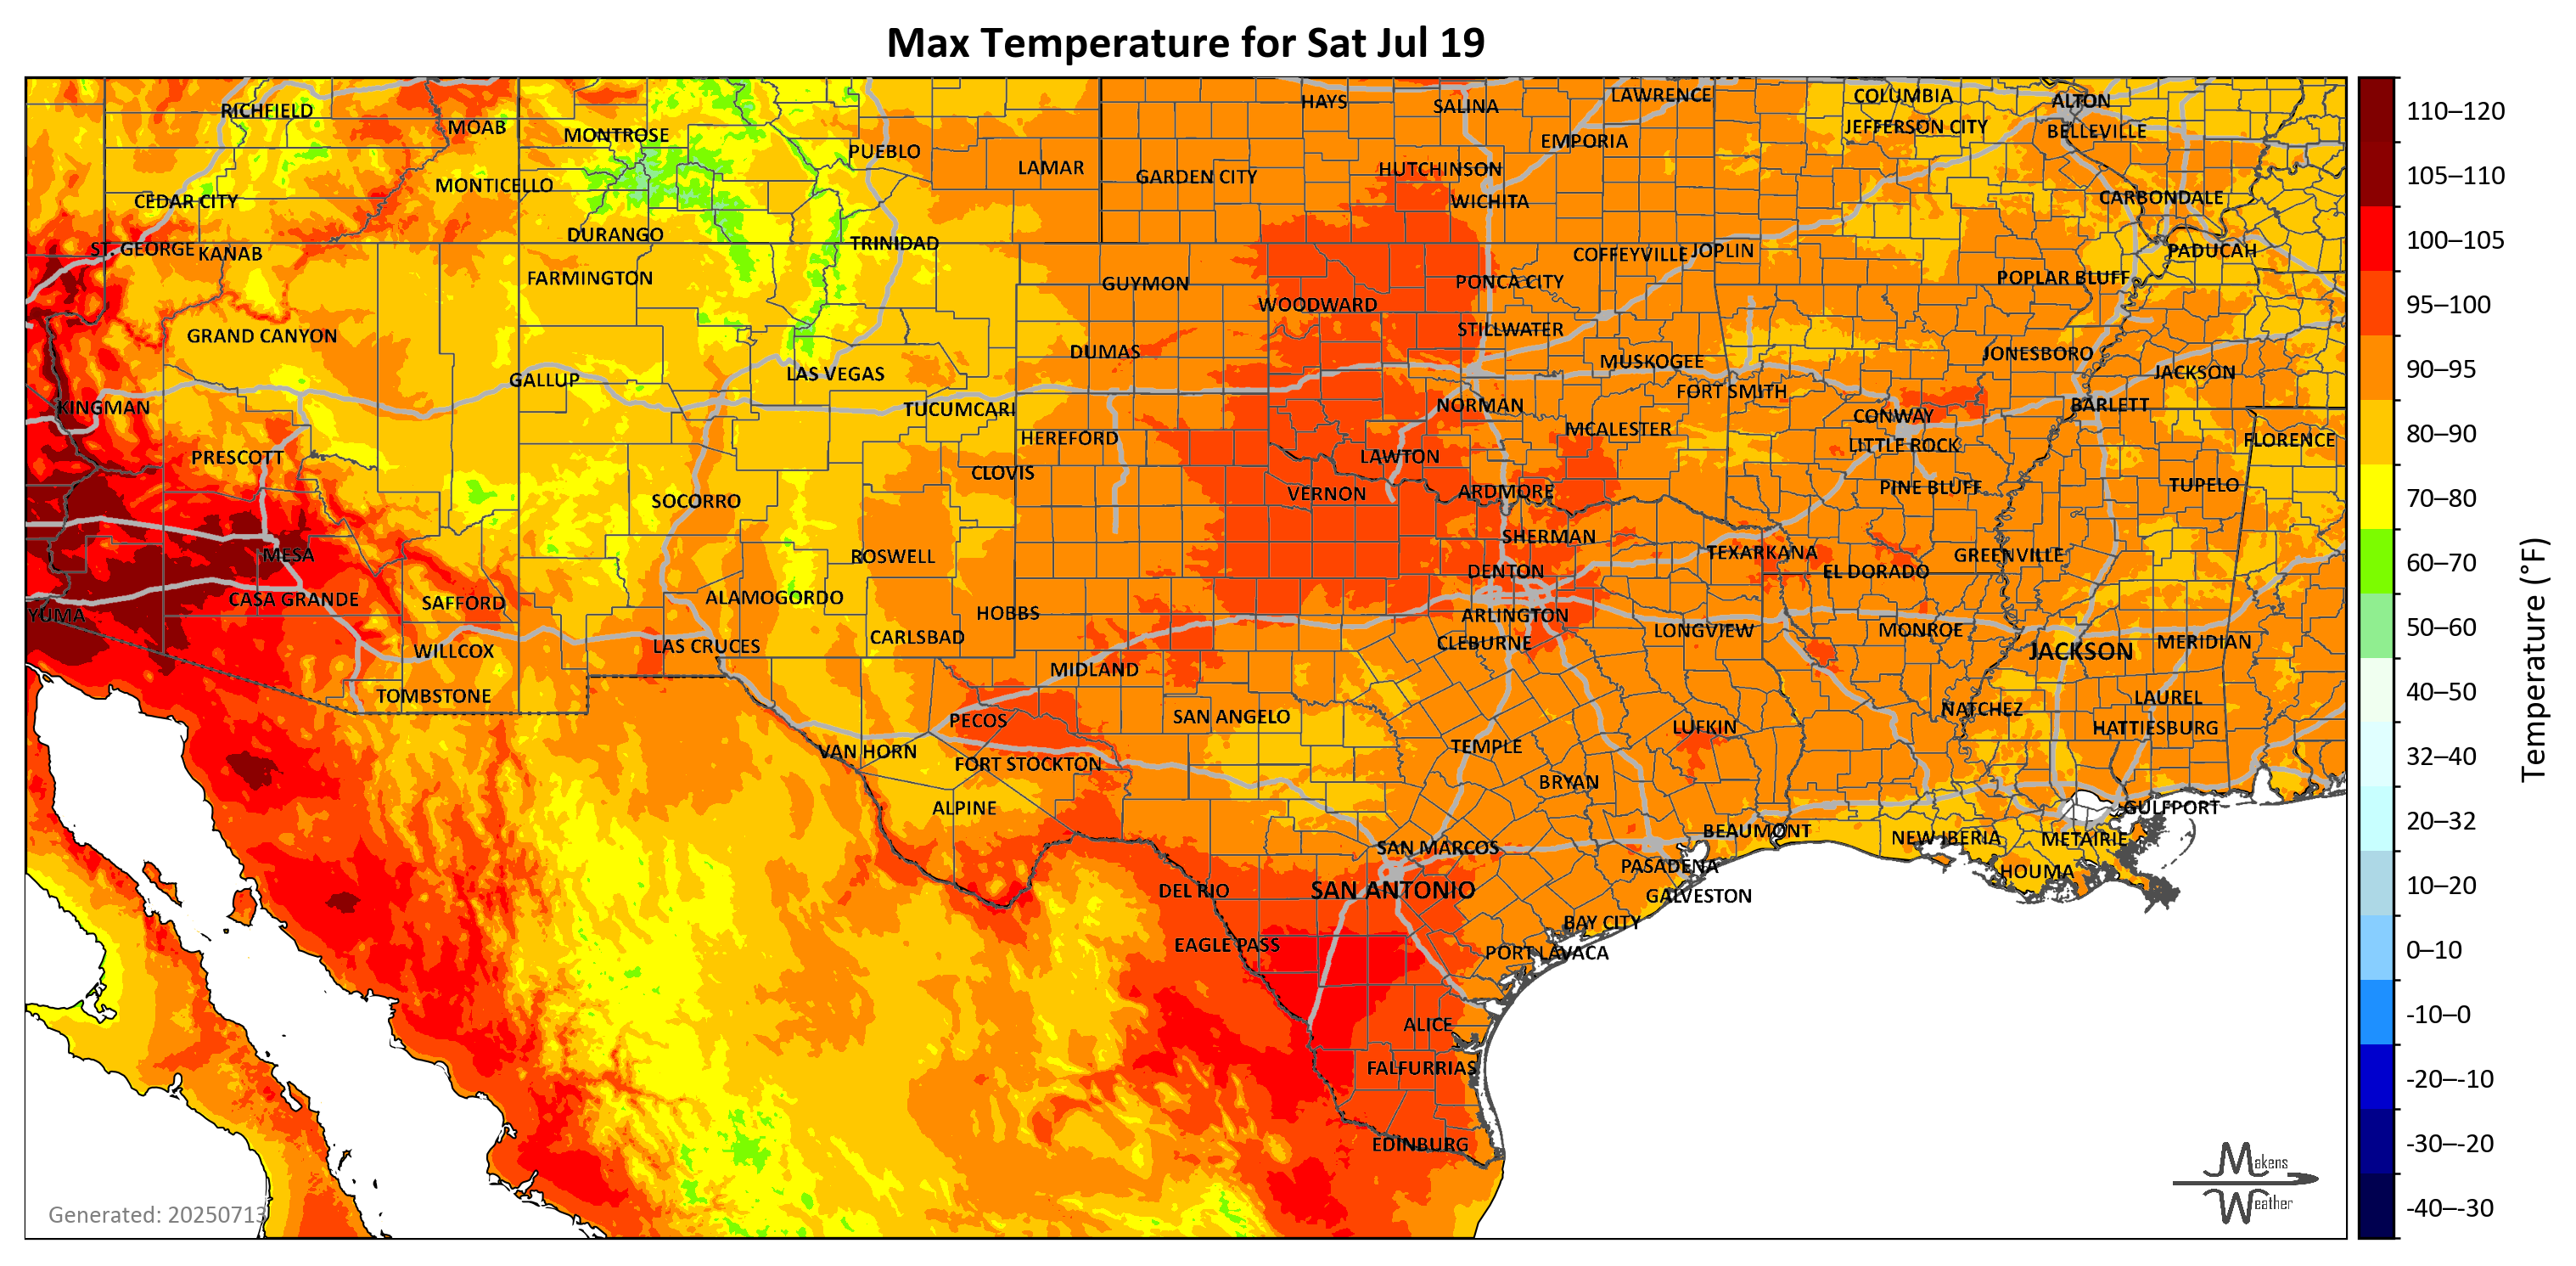 Max Temperature for Sat Jul 19
RICHFIELD
MOAB
MONTROSE
PUEBLO
LAMAR
HAYS
SALINA
LAWRENCE
COLUMBIA
ALTON
JEFFERSON CITY
BELLEVILLE
EMPORIA
HUTCHINSON
GARDEN CITY
MONTICELLO
CEDAR CITY
WICHITA
CARBONDALE
DURANGO
TRINIDAD
ST. GEORGE
KANAB
COFFEYVILLE
JOPLIN
PADUCAH
FARMINGTON
GUYMON
PONCA CITY
POPLAR BLUFF
WOODWARD
GRAND CANYON
STILLWATER
DUMAS
MUSKOGEE
JONESBORO
GALLUP
LAS VEGAS
JACKSON
FORT SMITH
KINGMAN
TUCUMCARI
NORMAN
CONWAY
BARLETT
HEREFORD
MCALESTER
LITTLE ROCK
FLORENCE
PRESCOTT
CLOVIS
LAWTON
SOCORRO
VERNON
ARDMORE
PINE BLUFF
TUPELO
MESA
ROSWELL
SHERMAN
TEXARKANA
GREENVILLE
DENTON
EL DORADO
CASA GRANDE
SAFFORD
ALAMOGORDO
HOBBS
YUMA
ARLINGTON
WILLCOX
LAS CRUCES
CARLSBAD
CLEBURNE
LONGVIEW
MONROE
JACKSON
MERIDIAN
MIDLAND
TOMBSTONE
PECOS
SAN ANGELO
NATCHEZ
LAUREL
LUFKIN
HATTIESBURG
VAN HORN
FORT STOCKTON
TEMPLE
BRYAN
ALPINE
GULFPORT
BEAUMONT
NEW IBERIA
METAIRIE
SAN MARCOS
PASADENA
HOUMA
DEL RIO
SAN ANTONIO
GALVESTON
BAY CITY
EAGLE PASS
PORT LAVACA
ALICE
FALFURRIAS
EDINBURG
Generated: 20250713
Makens
Weather
110–120
105–110
100–105
95–100
90–95
80–90
70–80
60–70
50–60
40–50
32–40
20–32
10–20
0–10
-10–0
-20–-10
-30–-20
-40–-30
Temperature (°F)